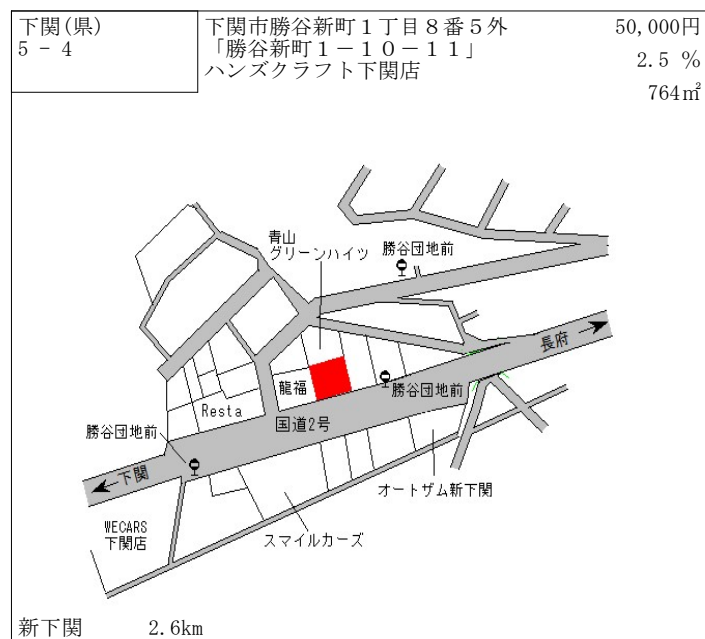 下関(県)
5 - 4
下関市勝谷新町1丁目8番5外
「勝谷新町1-10-11」
ハンズクラフト下関店
50,000円
2.5 %
764㎡
青山
グリーンハイツ
勝谷団地前
長府
龍福
勝谷団地前
Resta
国道2号
勝谷団地前
下関
オートザム新下関
WECARS
下関店
スマイルカーズ
新下関 2.6km